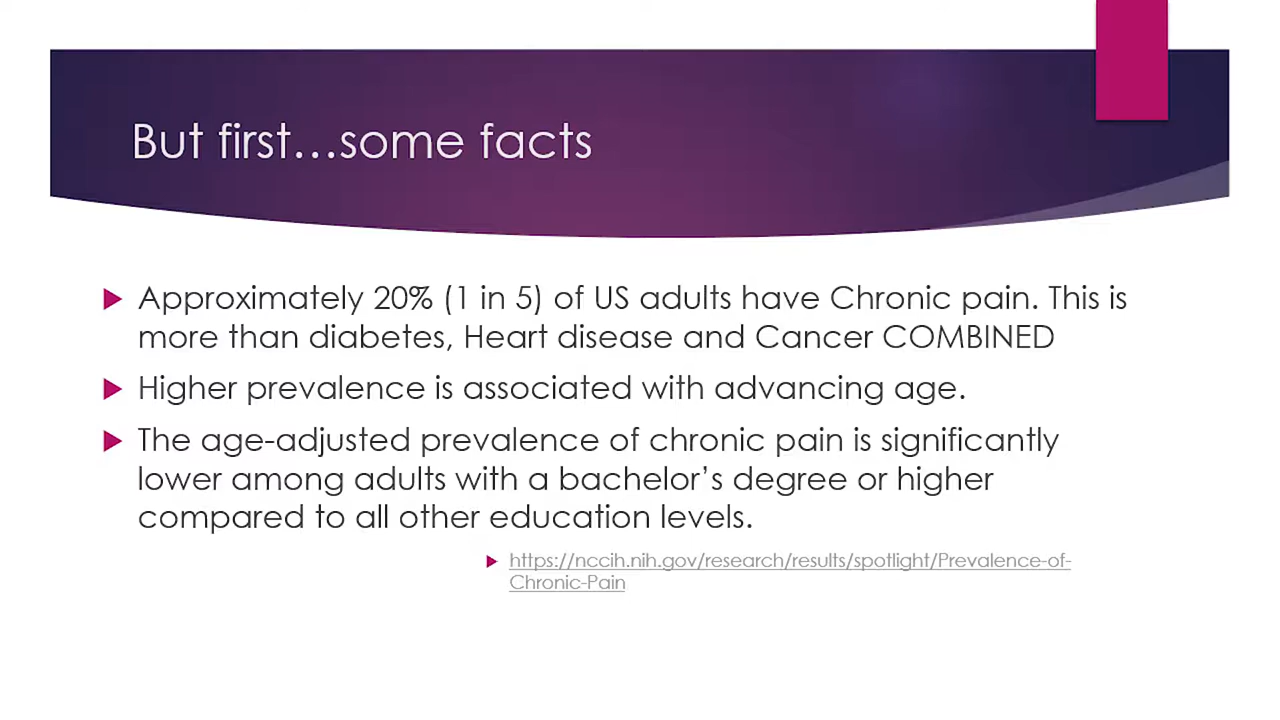 But first…some facts
Approximately 20% (1 in 5) of US adults have Chronic pain. This is
more than diabetes, Heart disease and Cancer COMBINED
Higher prevalence is associated with advancing age.
The age-adjusted prevalence of chronic pain is significantly
lower among adults with a bachelor’s degree or higher
compared to all other education levels.
https://nccih.nih.gov/research/results/spotlight/Prevalence-of-
Chronic-Pain